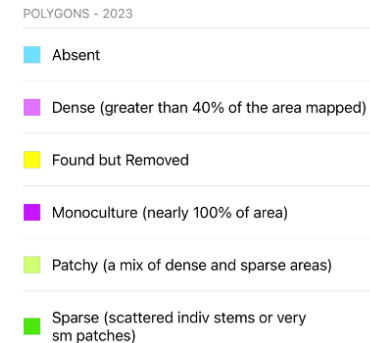 POLYGONS - 2023
Absent
Dense (greater than 40% of the area mapped)
Found but Removed
Monoculture (nearly 100% of area)
Patchy (a mix of dense and sparse areas)
Sparse (scattered indiv stems or very
sm patches)